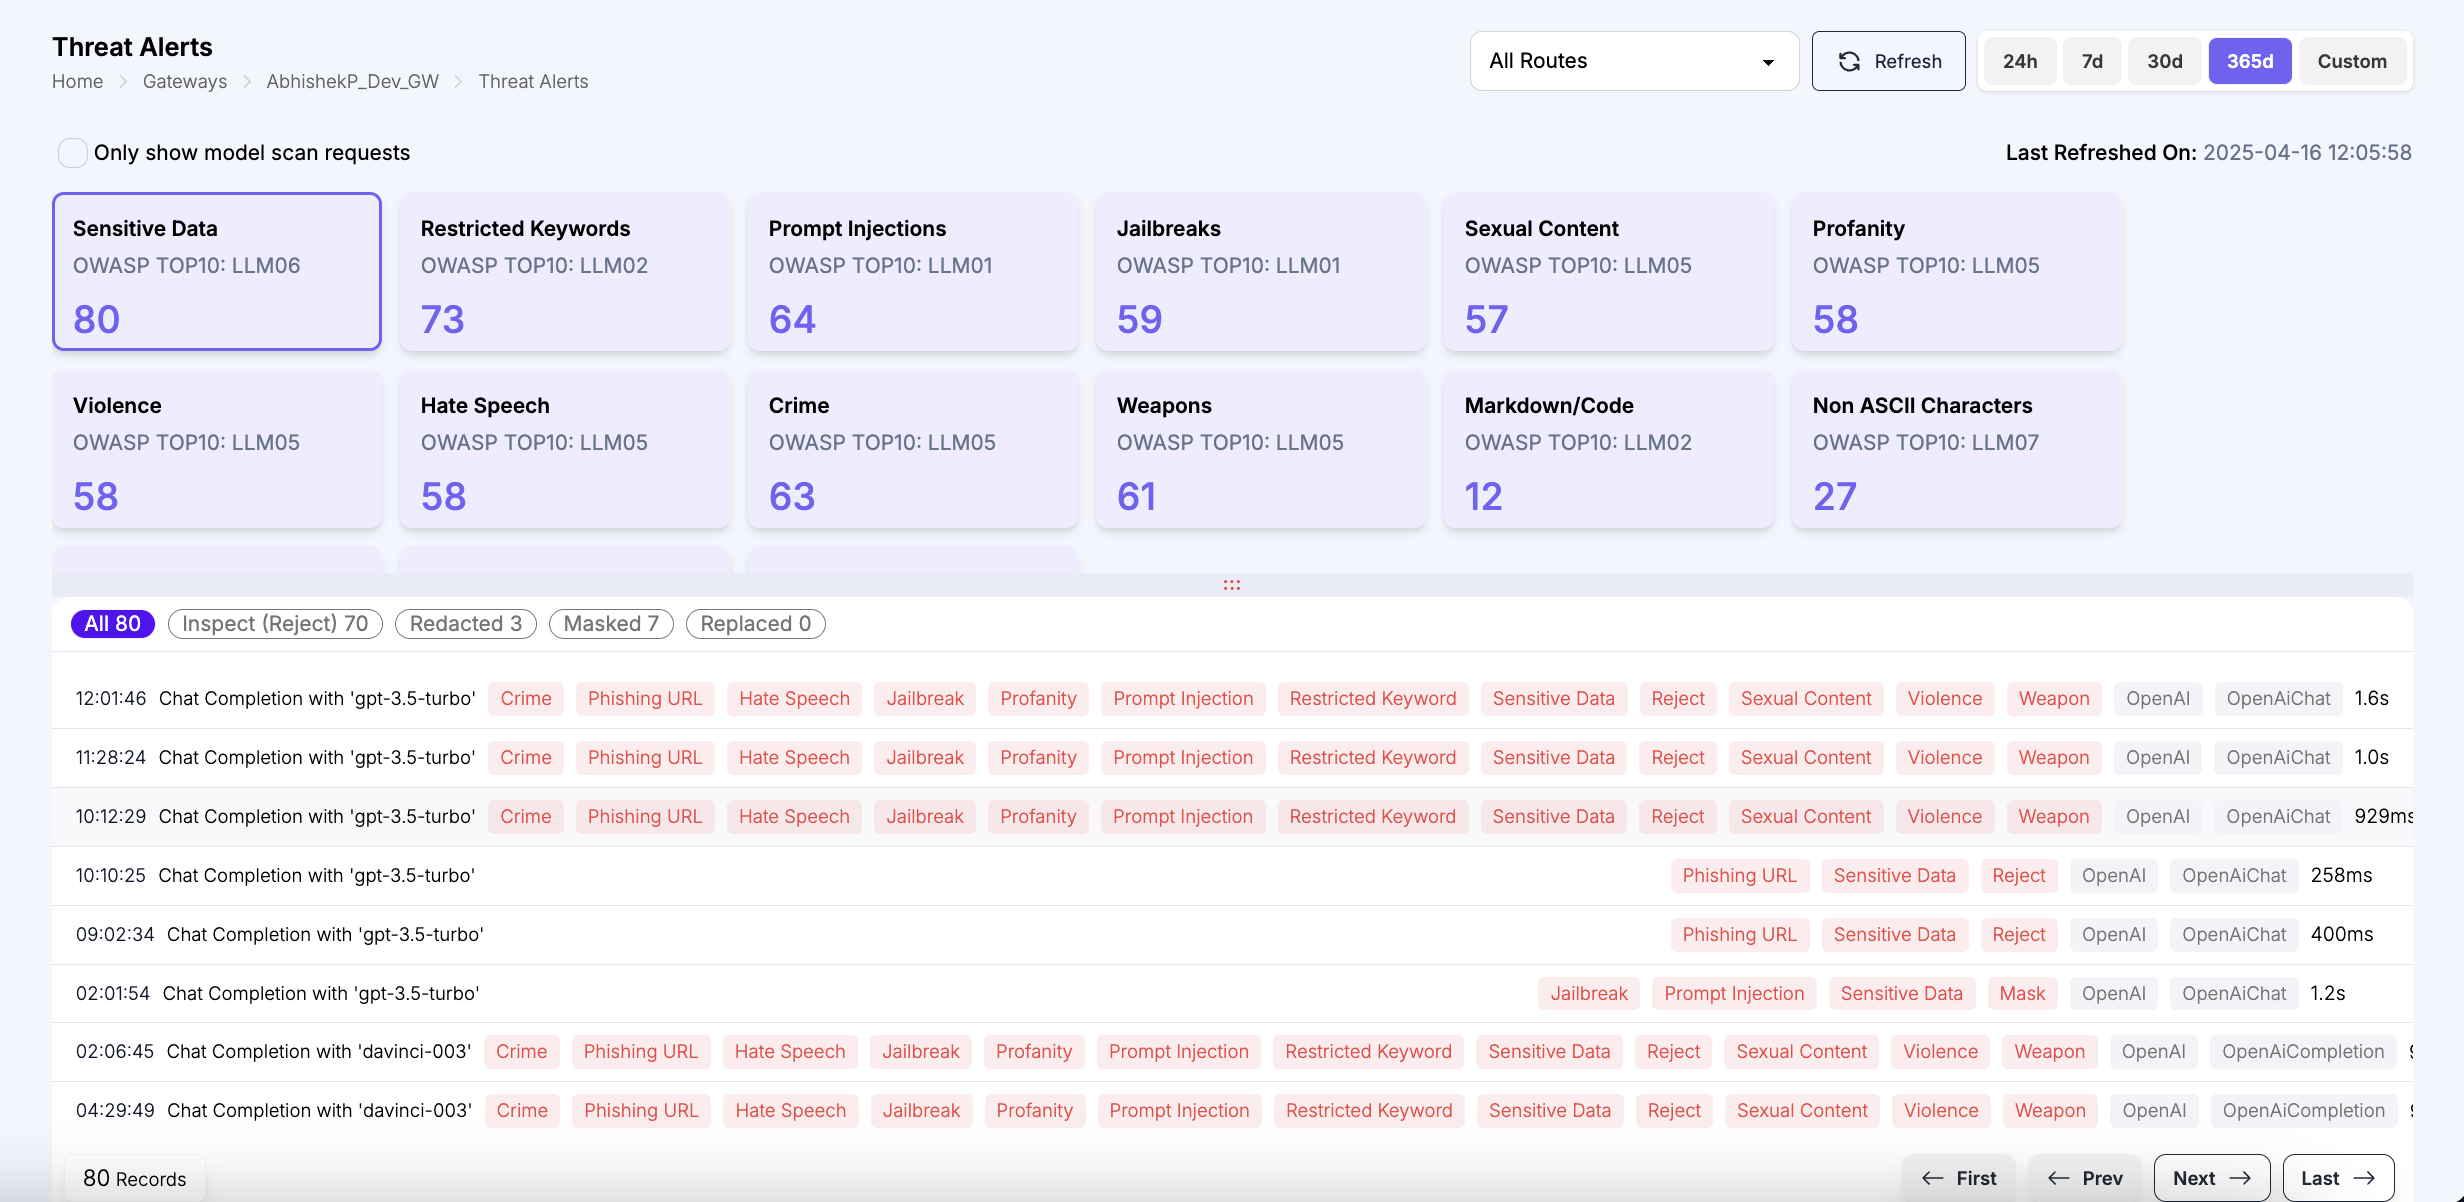 Threat Alerts
Home > Gateways > AbhishekP_Dev_GW > Threat Alerts
All Routes
Refresh
24h 7d 30d 365d Custom
Only show model scan requests
Last Refreshed On: 2025-04-16 12:05:58
Sensitive Data
OWASP TOP10: LLM06
80
Restricted Keywords
OWASP TOP10: LLM02
73
Prompt Injections
OWASP TOP10: LLM01
64
Jailbreaks
OWASP TOP10: LLM01
59
Sexual Content
OWASP TOP10: LLM05
57
Profanity
OWASP TOP10: LLM05
58
Violence
OWASP TOP10: LLM05
58
Hate Speech
OWASP TOP10: LLM05
58
Crime
OWASP TOP10: LLM05
63
Weapons
OWASP TOP10: LLM05
61
Markdown/Code
OWASP TOP10: LLM02
12
Non ASCII Characters
OWASP TOP10: LLM07
27
All 80 Inspect (Reject) 70 Redacted 3 Masked 7 Replaced 0
12:01:46 Chat Completion with 'gpt-3.5-turbo' Crime Phishing URL Hate Speech Jailbreak Profanity Prompt Injection Restricted Keyword Sensitive Data Reject Sexual Content Violence Weapon OpenAI OpenAiChat 1.6s
11:28:24 Chat Completion with 'gpt-3.5-turbo' Crime Phishing URL Hate Speech Jailbreak Profanity Prompt Injection Restricted Keyword Sensitive Data Reject Sexual Content Violence Weapon OpenAI OpenAiChat 1.0s
10:12:29 Chat Completion with 'gpt-3.5-turbo' Crime Phishing URL Hate Speech Jailbreak Profanity Prompt Injection Restricted Keyword Sensitive Data Reject Sexual Content Violence Weapon OpenAI OpenAiChat 929ms
10:10:25 Chat Completion with 'gpt-3.5-turbo' Phishing URL Sensitive Data Reject OpenAI OpenAiChat 258ms
09:02:34 Chat Completion with 'gpt-3.5-turbo' Phishing URL Sensitive Data Reject OpenAI OpenAiChat 400ms
02:01:54 Chat Completion with 'gpt-3.5-turbo' Jailbreak Prompt Injection Sensitive Data Mask OpenAI OpenAiChat 1.2s
02:06:45 Chat Completion with 'davinci-003' Crime Phishing URL Hate Speech Jailbreak Profanity Prompt Injection Restricted Keyword Sensitive Data Reject Sexual Content Violence Weapon OpenAI OpenAiCompletion
04:29:49 Chat Completion with 'davinci-003' Crime Phishing URL Hate Speech Jailbreak Profanity Prompt Injection Restricted Keyword Sensitive Data Reject Sexual Content Violence Weapon OpenAI OpenAiCompletion
80 Records
← First ← Prev Next → Last →